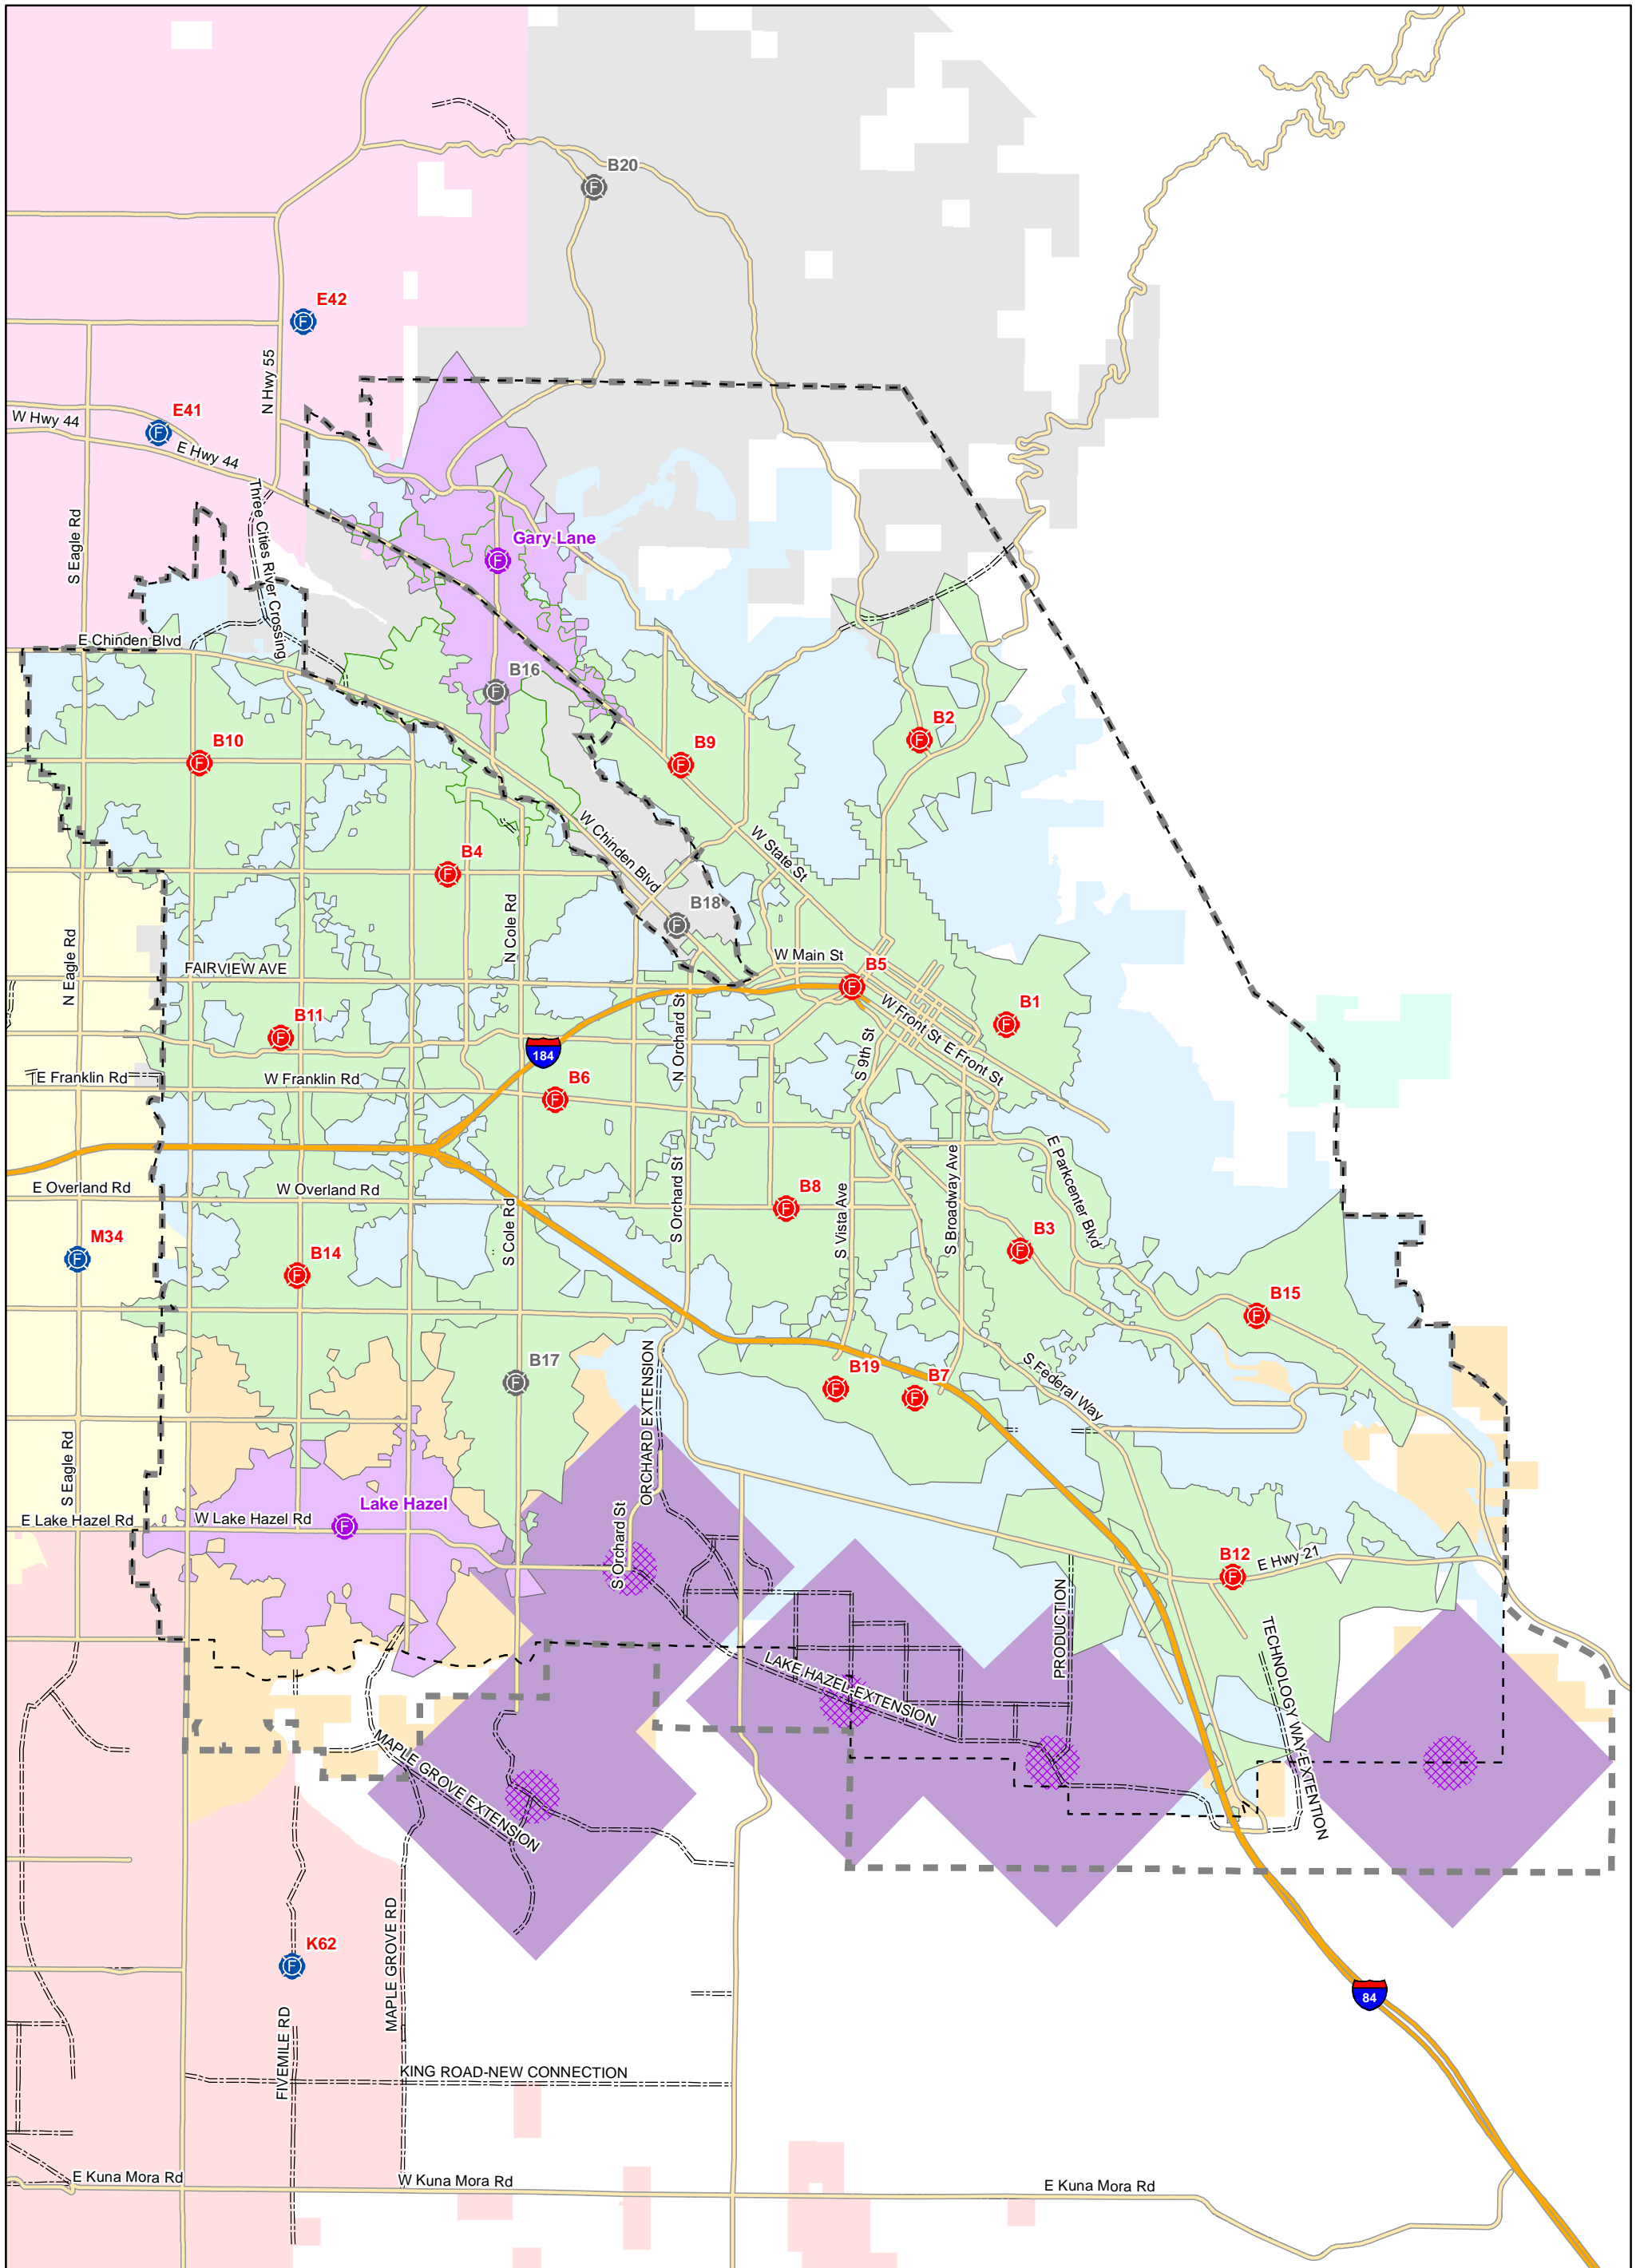 B20
E42
N Hwy 55
E41
W Hwy 44
E Hwy 44
Three Cities River Crossing
S Eagle Rd
Gary Lane
E Chinden Blvd
B16
B10
B9
B2
W Chinden Blvd
W State St
B4
B18
N Cole Rd
N Eagle Rd
FAIRVIEW AVE
W Main St
B5
B1
B11
N Orchard St
W Front St
E Front St
S 9th St
184
E Franklin Rd
W Franklin Rd
B6
E Parkcenter Blvd
E Overland Rd
W Overland Rd
S Cole Rd
S Orchard St
B8
S Vista Ave
S Broadway Ave
B3
M34
B14
B15
B17
ORCHARD EXTENSION
B19
B7
S Federal Way
S Eagle Rd
Lake Hazel
E Lake Hazel Rd
W Lake Hazel Rd
S Orchard St
B12
E Hwy 21
PRODUCTION
TECHNOLOGY WAY-EXTENTION
LAKE HAZEL-EXTENSION
MAPLE GROVE EXTENSION
K62
MAPLE GROVE RD
84
FIVEMILE RD
KING ROAD-NEW CONNECTION
E Kuna Mora Rd
W Kuna Mora Rd
E Kuna Mora Rd